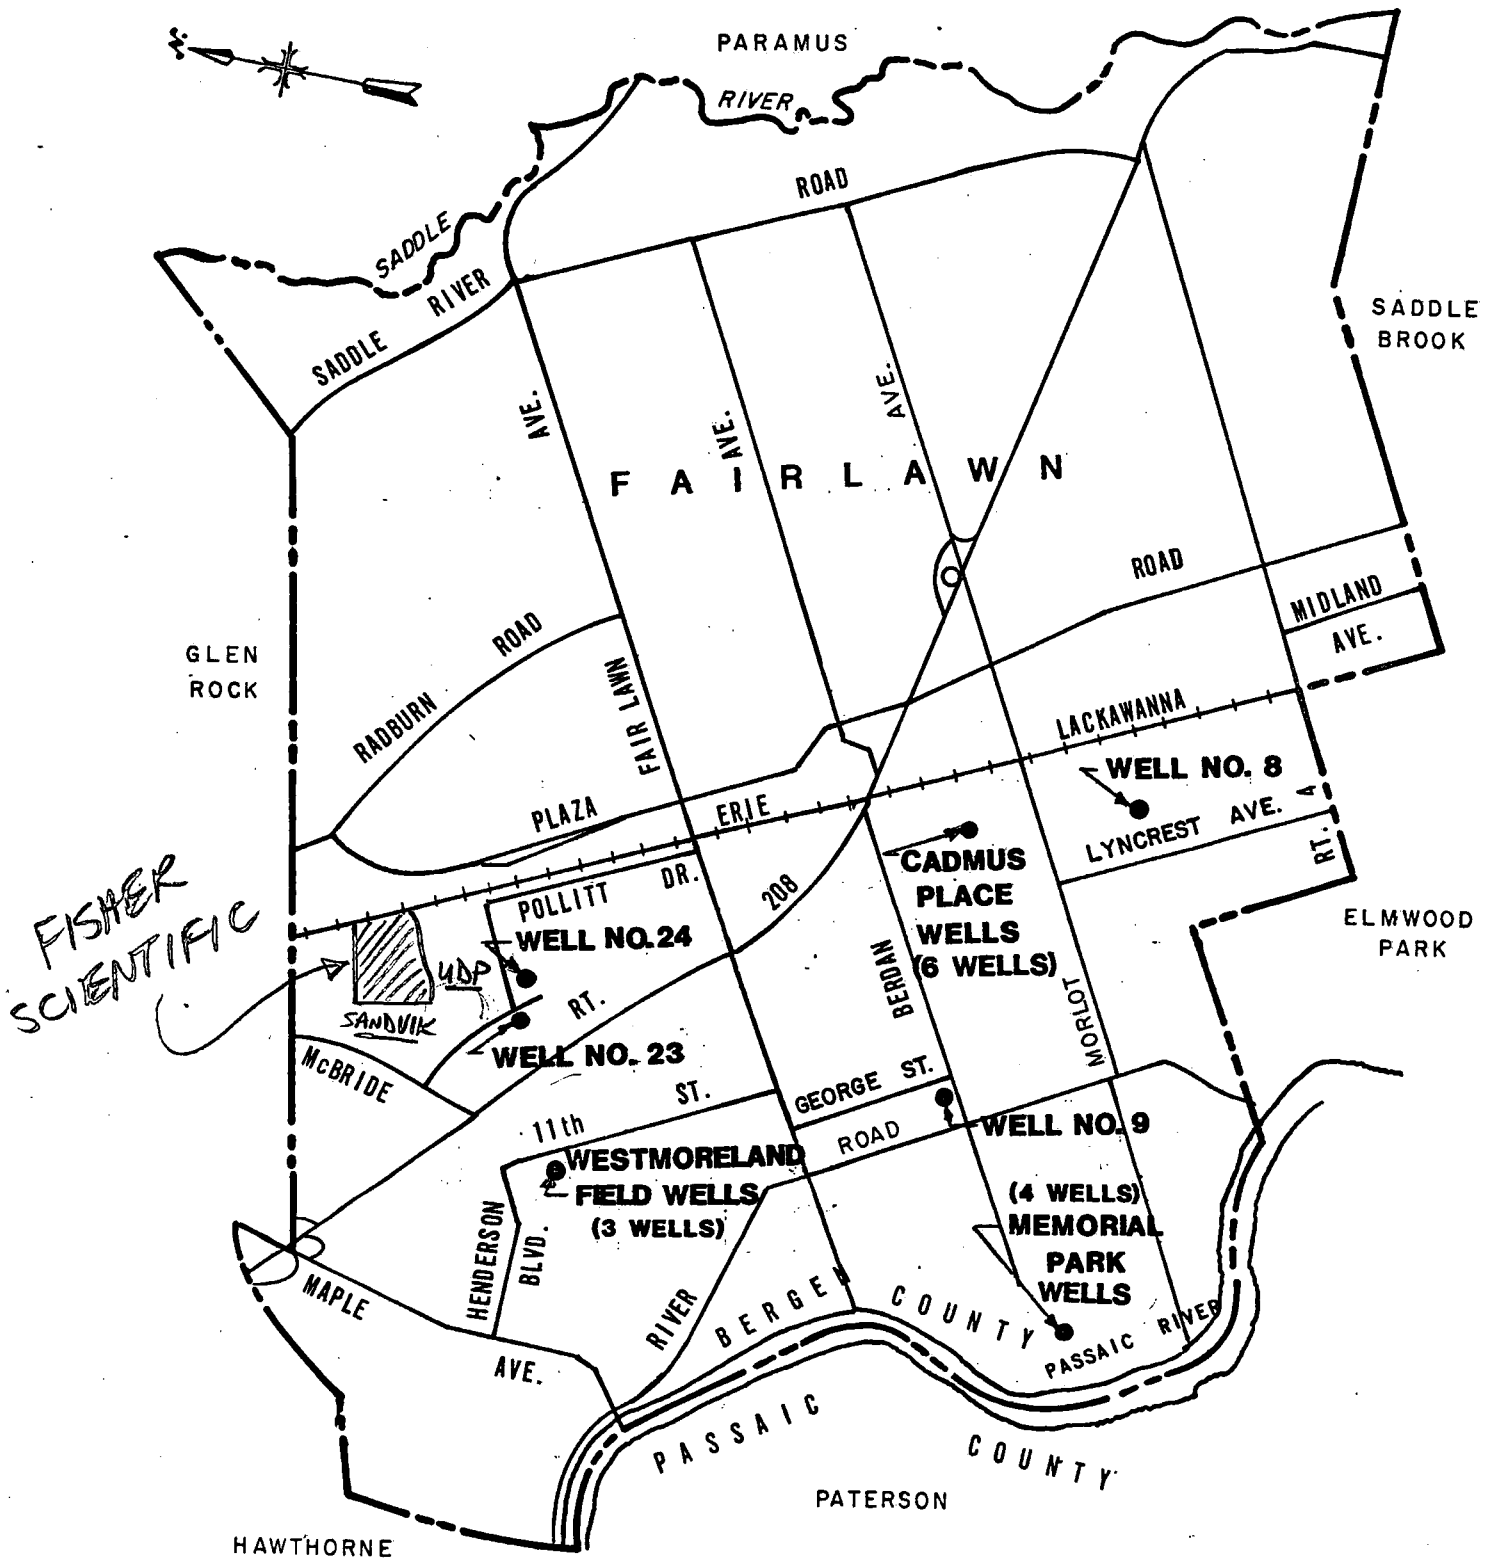 N.
PARAMUS
RIVER
ROAD
SADDLE
SADDLE RIVER
SADDLE
BROOK
AVE.
AVE.
AVE.
FAIR LAWN
ROAD
MIDLAND
AVE.
GLEN
ROCK
RADBURN ROAD
FAIR LAWN
LACKAWANNA
WELL NO. 8
PLAZA
ERIE
LYNCREST AVE.
RT. 4
FISHER
SCIENTIFIC
POLLITT DR.
208
CADMUS
PLACE
WELLS
(6 WELLS)
ELMWOOD
PARK
WELL NO. 24
UDP
SANDVIK
RT.
BERDAN
MORLOT
WELL NO. 23
McBRIDE
11th ST.
GEORGE ST.
ROAD
WELL NO. 9
WESTMORELAND
FIELD WELLS
(3 WELLS)
(4 WELLS)
MEMORIAL
PARK
WELLS
HENDERSON
BLVD.
MAPLE
AVE.
RIVER
BERGEN COUNTY
PASSAIC RIVER
PASSAIC COUNTY
PATERSON
HAWTHORNE